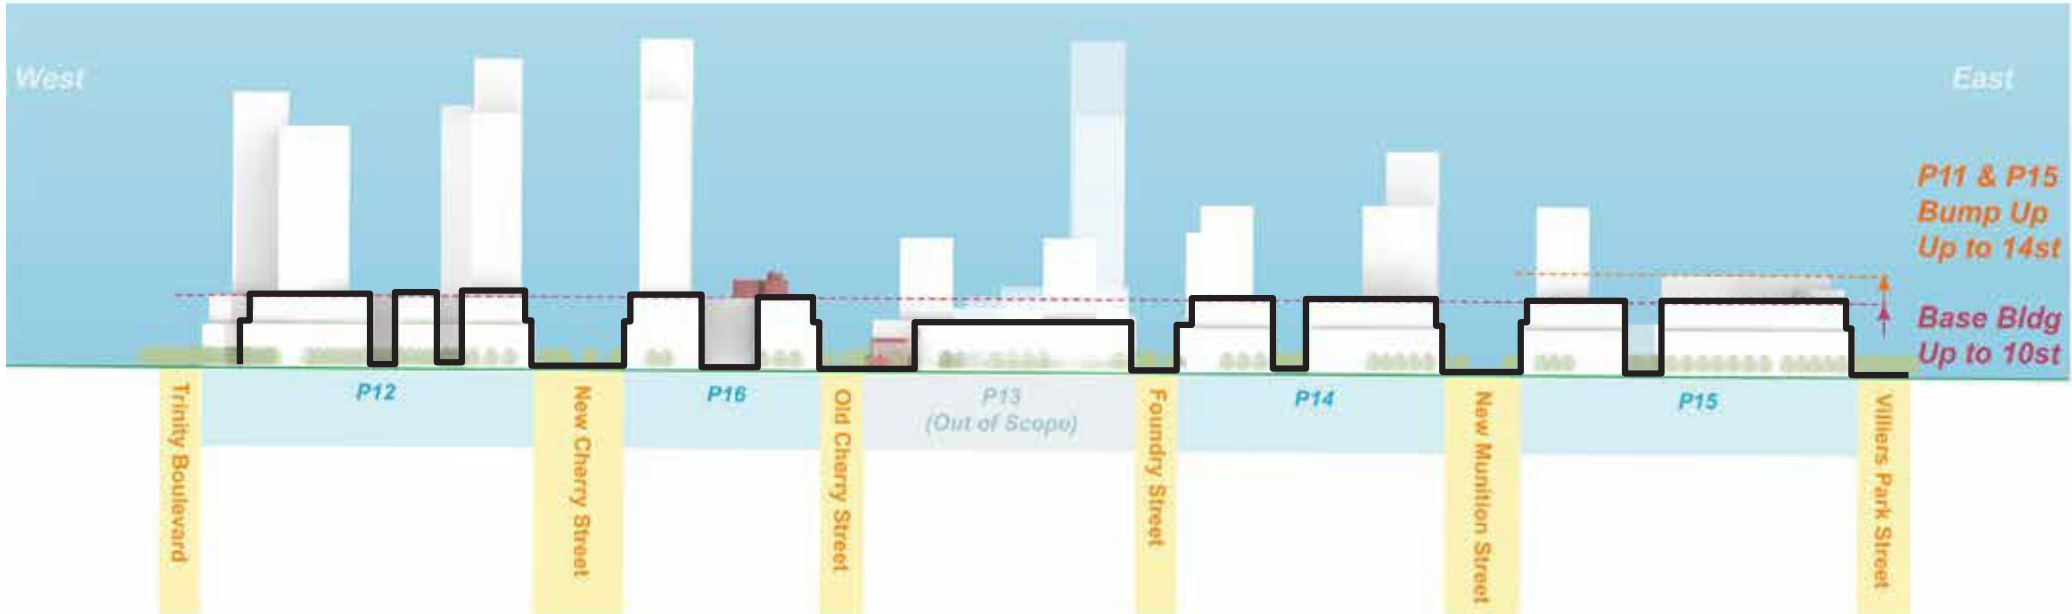 West
East
P11 & P15
Bump Up
Up to 14st
Base Bldg
Up to 10st
P12
P16
P13
(Out of Scope)
P14
P15
Trinity Boulevard
New Cherry Street
Old Cherry Street
Foundry Street
New Munition Street
Villiers Park Street